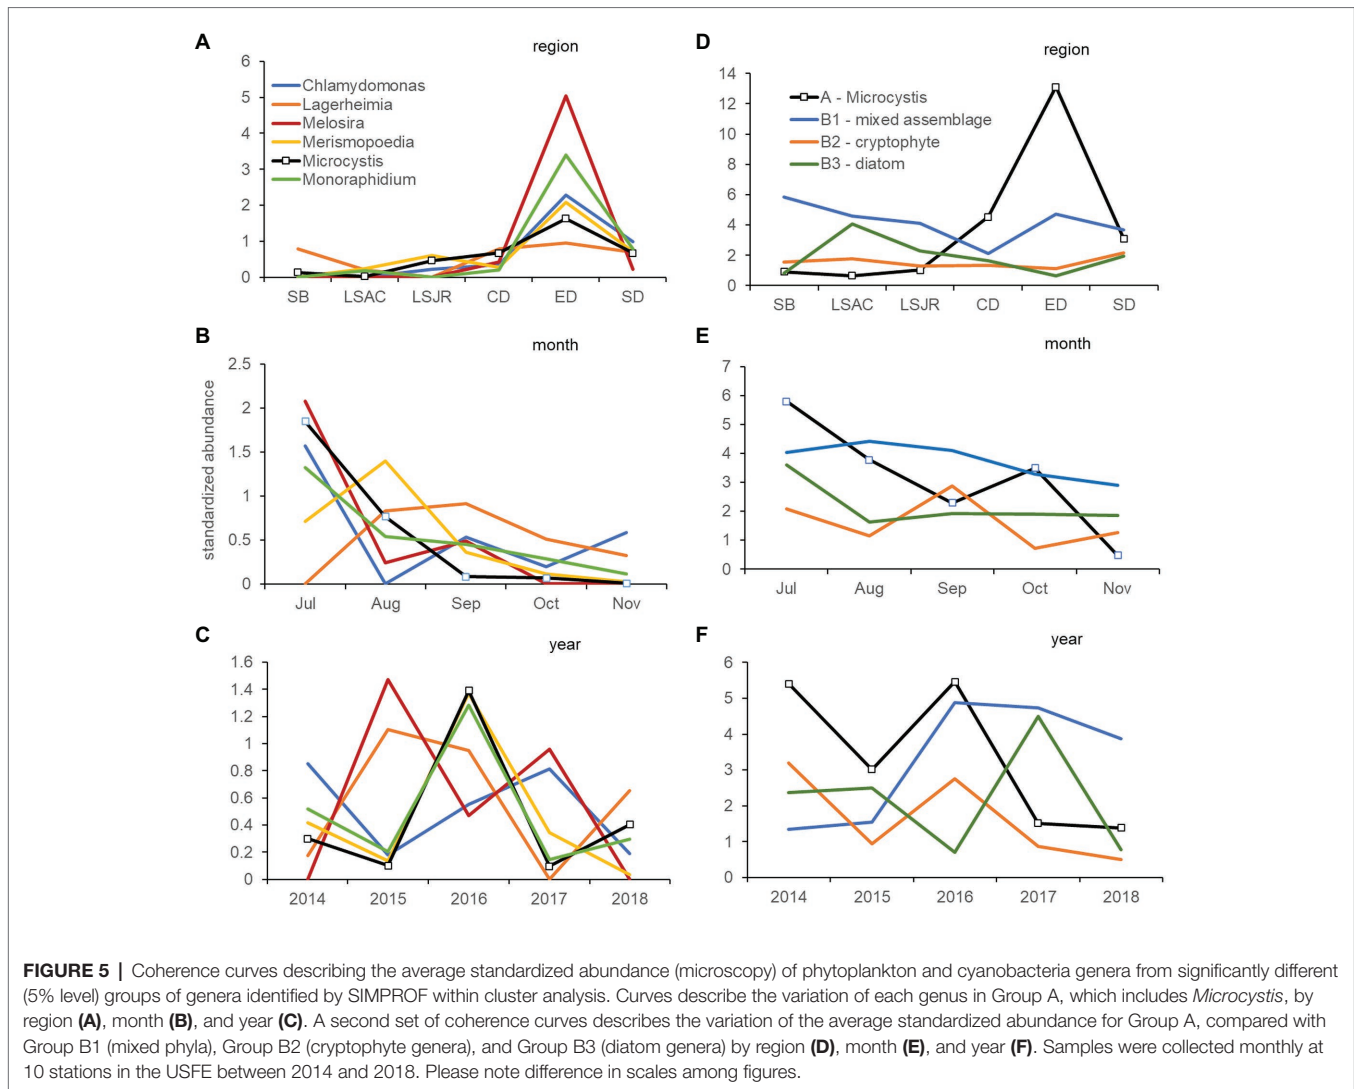 A
region
6
5
4
3
2
1
0
Chlamydomonas
Lagerheimia
Melosira
Merismopoedia
Microcystis
Monoraphidium
SB LSAC LSJR CD ED SD
D
region
14
12
10
8
6
4
2
0
A - Microcystis
B1 - mixed assemblage
B2 - cryptophyte
B3 - diatom
SB LSAC LSJR CD ED SD
B
month
standardized abundance
2.5
2
1.5
1
0.5
0
Jul Aug Sep Oct Nov
E
month
7
6
5
4
3
2
1
0
Jul Aug Sep Oct Nov
C
year
1.6
1.4
1.2
1
0.8
0.6
0.4
0.2
0
2014 2015 2016 2017 2018
F
year
6
5
4
3
2
1
0
2014 2015 2016 2017 2018
FIGURE 5 | Coherence curves describing the average standardized abundance (microscopy) of phytoplankton and cyanobacteria genera from significantly different
(5% level) groups of genera identified by SIMPROF within cluster analysis. Curves describe the variation of each genus in Group A, which includes Microcystis, by
region (A), month (B), and year (C). A second set of coherence curves describes the variation of the average standardized abundance for Group A, compared with
Group B1 (mixed phyla), Group B2 (cryptophyte genera), and Group B3 (diatom genera) by region (D), month (E), and year (F). Samples were collected monthly at
10 stations in the USFE between 2014 and 2018. Please note difference in scales among figures.